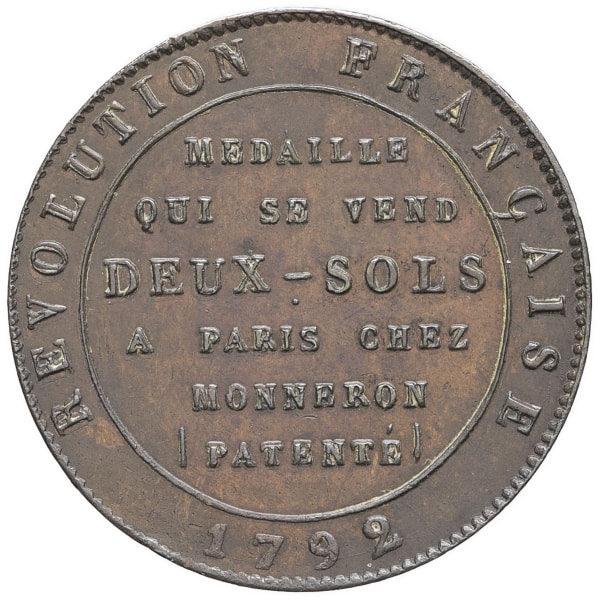 REVOLUTION FRANÇAISE
MEDAILLE
QUI SE VEND
DEUX-SOLS
A PARIS CHEZ
MONNERON
(PATENTÉ)
1792